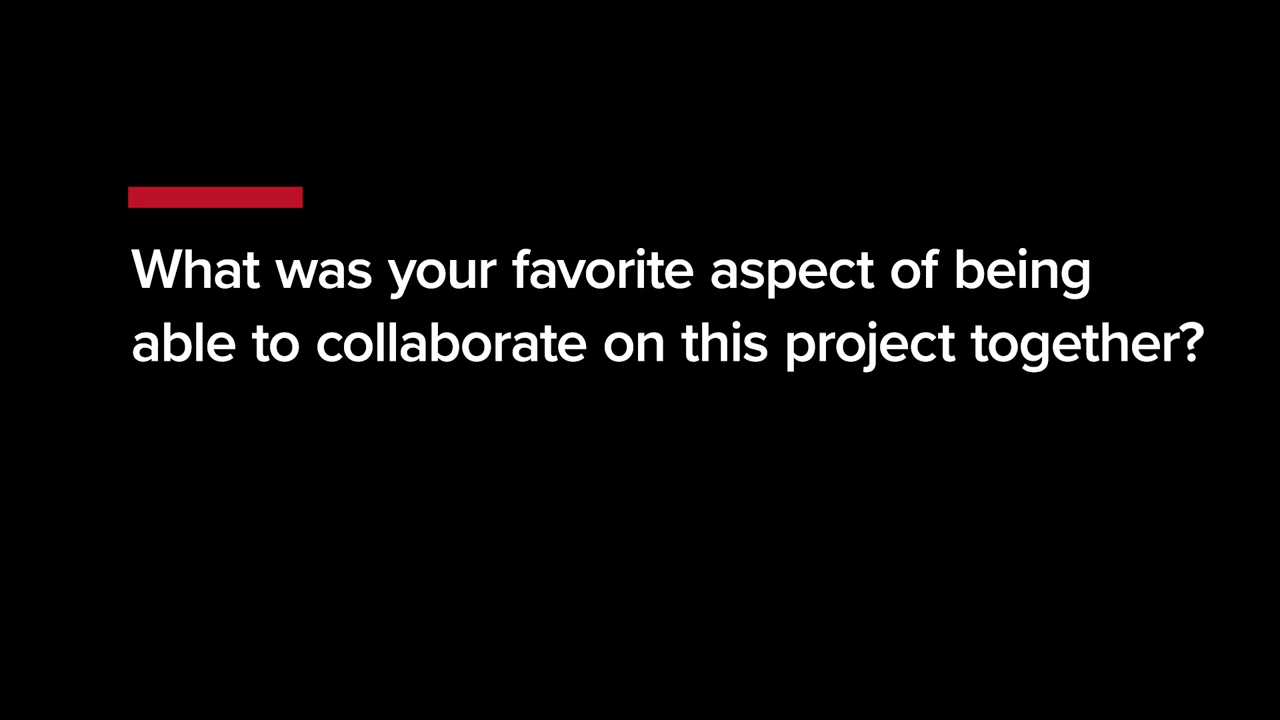 What was your favorite aspect of being
able to collaborate on this project together?